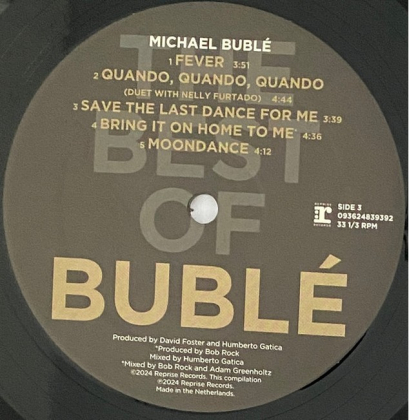 MICHAEL BUBLÉ
1 FEVER 3:51
2 QUANDO, QUANDO, QUANDO
(DUET WITH NELLY FURTADO) 4:44
3 SAVE THE LAST DANCE FOR ME 3:39
4 BRING IT ON HOME TO ME* 4:36
5 MOONDANCE 4:12
THE
BEST
OF
BUBLÉ
REPRISE
RECORDS
SIDE 3
093624839392
33 1/3 RPM
Produced by David Foster and Humberto Gatica
*Produced by Bob Rock
Mixed by Humberto Gatica
*Mixed by Bob Rock and Adam Greenholtz
©2024 Reprise Records. This compilation
℗2024 Reprise Records.
Made in the Netherlands.